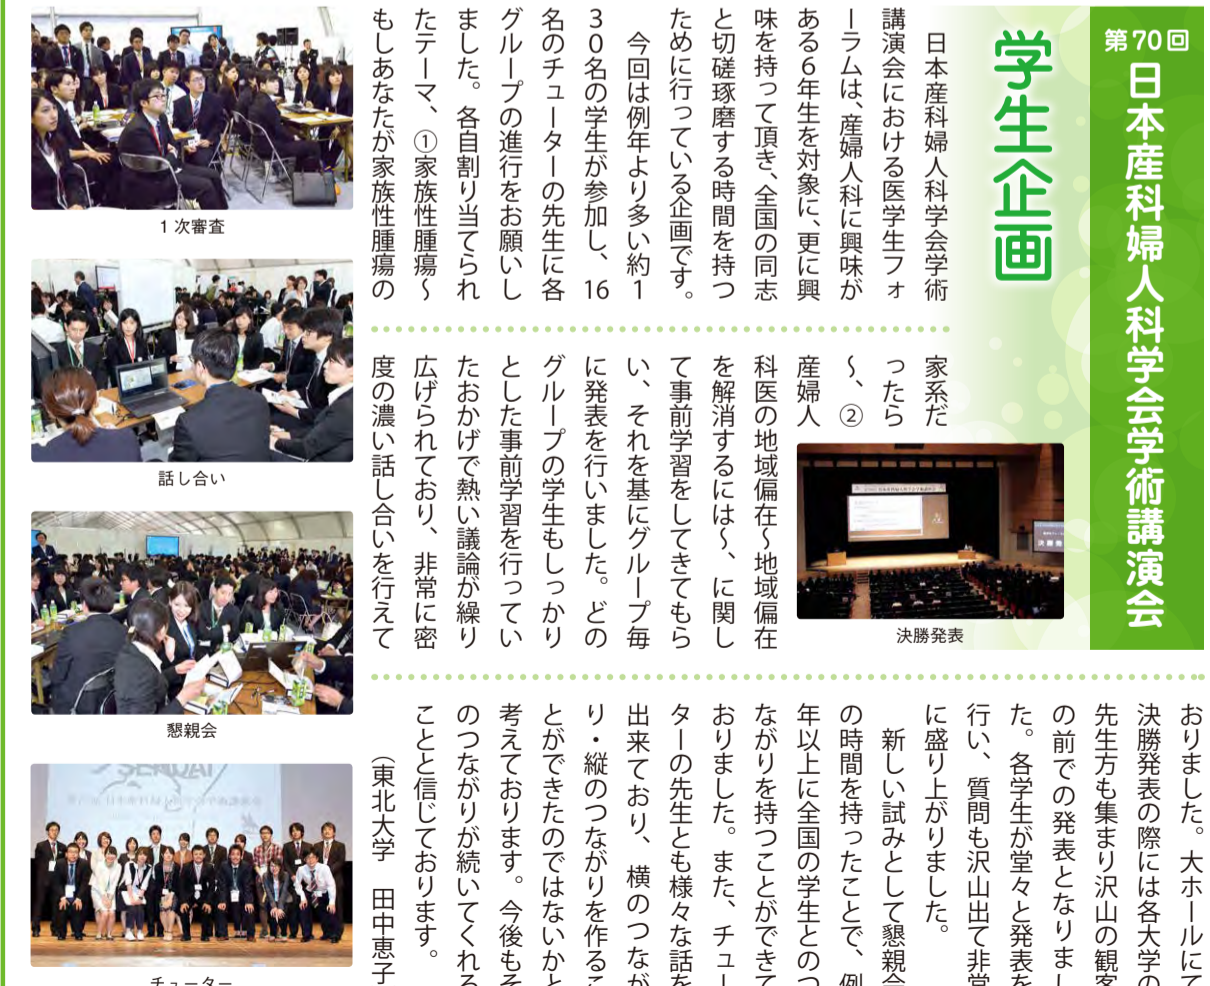 第70回
日本産科婦人科学会学術講演会
学生企画
日本産科婦人科学会学術
講演会における医学生フォ
ーラムは、産婦人科に興味が
ある6年生を対象に、更に興
味を持って頂き、全国の同志
と切磋琢磨する時間を持つ
ために行っている企画です。
今回は例年より多い約1
30名の学生が参加し、16
名のチューターの先生に各
グループの進行をお願いし
ました。各自割り当てられ
たテーマ、①家族性腫瘍〜
もしあなたが家族性腫瘍の
家系だ
ったら
〜、②
産婦人
科医の地域偏在〜地域偏在
を解消するには〜、に関し
て事前学習をしてきてもら
い、それを基にグループ毎
に発表を行いました。どの
グループの学生もしっかり
とした事前学習を行ってい
たおかげで熱い議論が繰り
広げられており、非常に密
度の濃い話し合いを行えて
おりました。大ホールにて
決勝発表の際には各大学の
先生方も集まり沢山の観客
の前での発表となりまし
た。各学生が堂々と発表を
行い、質問も沢山出て非常
に盛り上がりました。
新しい試みとして懇親会
の時間を持ったことで、例
年以上に全国の学生とのつ
ながりを持つことができて
おりました。また、チュー
ターの先生とも様々な話を
出来ており、横のつなが
り・縦のつながりを作るこ
とができたのではないかと
考えております。今後もそ
のつながりが続いてくれる
ことと信じております。
（東北大学　田中恵子
1次審査
話し合い
懇親会
チューター
決勝発表
決勝発
SENDAI